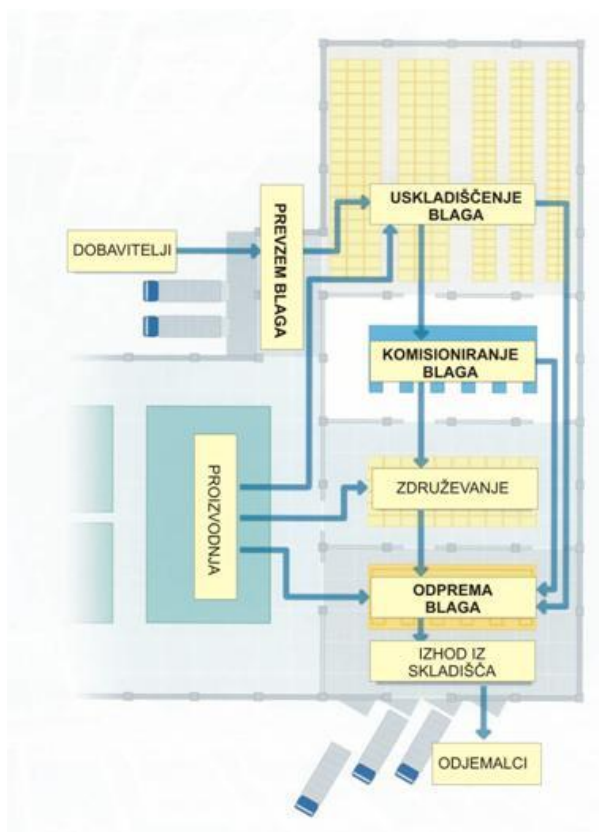 USKLADIŠČENJE
BLAGA
PREVZEM BLAGA
DOBAVITELJI
KOMISIONIRANJE
BLAGA
PROIZVODNJA
ZDRUŽEVANJE
ODPREMA
BLAGA
IZHOD IZ
SKLADIŠČA
ODJEMALCI